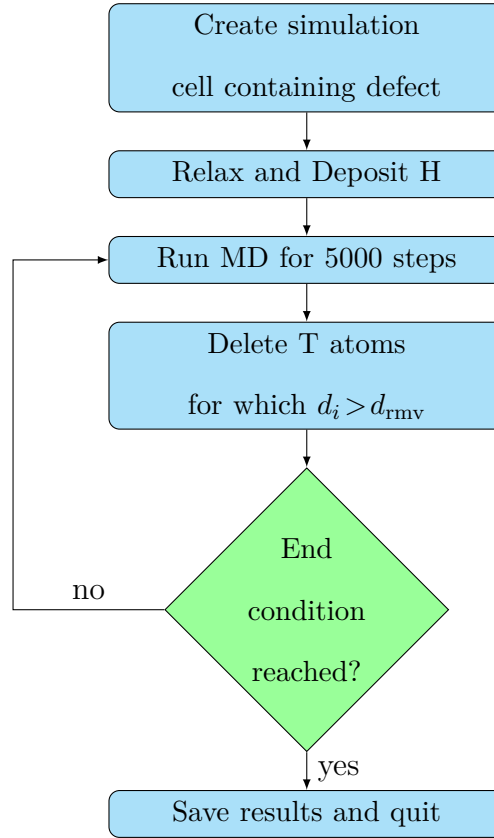 Create simulation
cell containing defect
Relax and Deposit H
Run MD for 5000 steps
Delete T atoms
for which d_i > d_rmv
End
condition
reached?
no
yes
Save results and quit